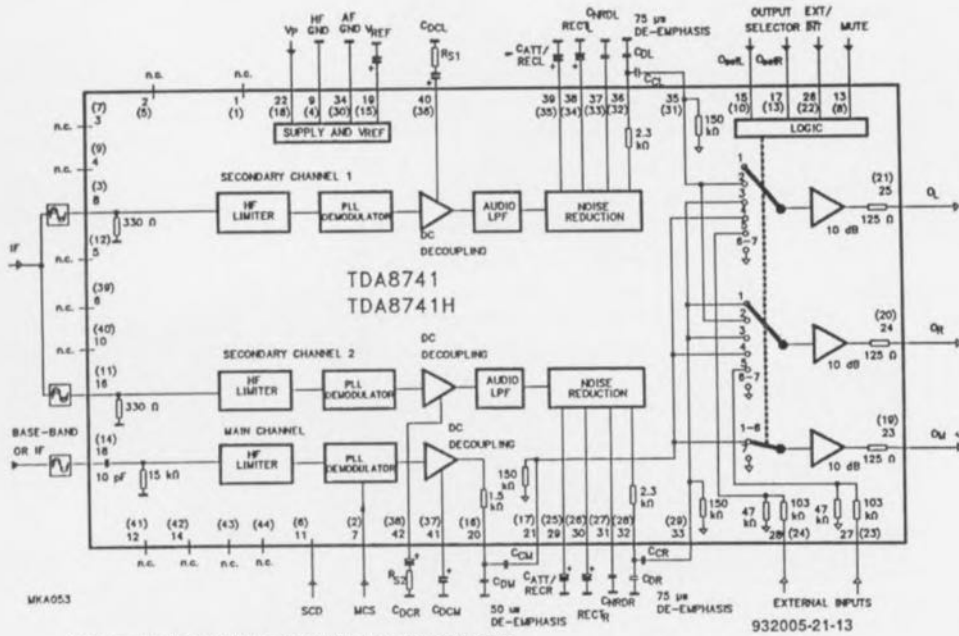 VP
HF GND
AF GND
VREF
CDCL
RS1
CATT/ RECL
RECTL
CNRDL
75 µs DE-EMPHASIS
CDL
CCL
OUTPUT SELECTOR
EXT/ INT
MUTE
OselL
OselR
n.c.
2
(5)
n.c.
1
(1)
22
(18)
9
(4)
34
(30)
19
(15)
40
(36)
39
(35)
38
(34)
37
(33)
36
(32)
35
(31)
15
(10)
17
(13)
26
(22)
13
(8)
SUPPLY AND VREF
LOGIC
2.3 kΩ
150 kΩ
(7)
n.c.
3
(9)
n.c.
4
(3)
8
330 Ω
SECONDARY CHANNEL 1
HF LIMITER
PLL DEMODULATOR
DC DECOUPLING
AUDIO LPF
NOISE REDUCTION
1
2
3
4
5
6-7
10 dB
(21)
25
125 Ω
OL
IF
(12)
n.c.
5
(39)
n.c.
6
(40)
n.c.
10
TDA8741
TDA8741H
1
2
3
4
5
6-7
10 dB
(20)
24
125 Ω
OR
(11)
16
330 Ω
SECONDARY CHANNEL 2
HF LIMITER
PLL DEMODULATOR
DC DECOUPLING
AUDIO LPF
NOISE REDUCTION
BASE-BAND OR IF
(14)
18
10 pF
15 kΩ
MAIN CHANNEL
HF LIMITER
PLL DEMODULATOR
DC DECOUPLING
1.5 kΩ
150 kΩ
2.3 kΩ
150 kΩ
1-6
7
10 dB
(19)
23
125 Ω
OM
47 kΩ
103 kΩ
47 kΩ
103 kΩ
(41)
12
n.c.
(42)
14
n.c.
(43)
n.c.
(44)
n.c.
(6)
11
(2)
7
(38)
42
(37)
41
(16)
20
(17)
21
(25)
29
(26)
30
(27)
31
(28)
32
(29)
33
28
(24)
27
(23)
MKA053
SCD
MCS
RS2
CDCR
CDCM
CDM
CCM
50 µs DE-EMPHASIS
CATT/ RECR
RECTR
CNRDR
CDR
CCR
75 µs DE-EMPHASIS
EXTERNAL INPUTS
932005-21-13